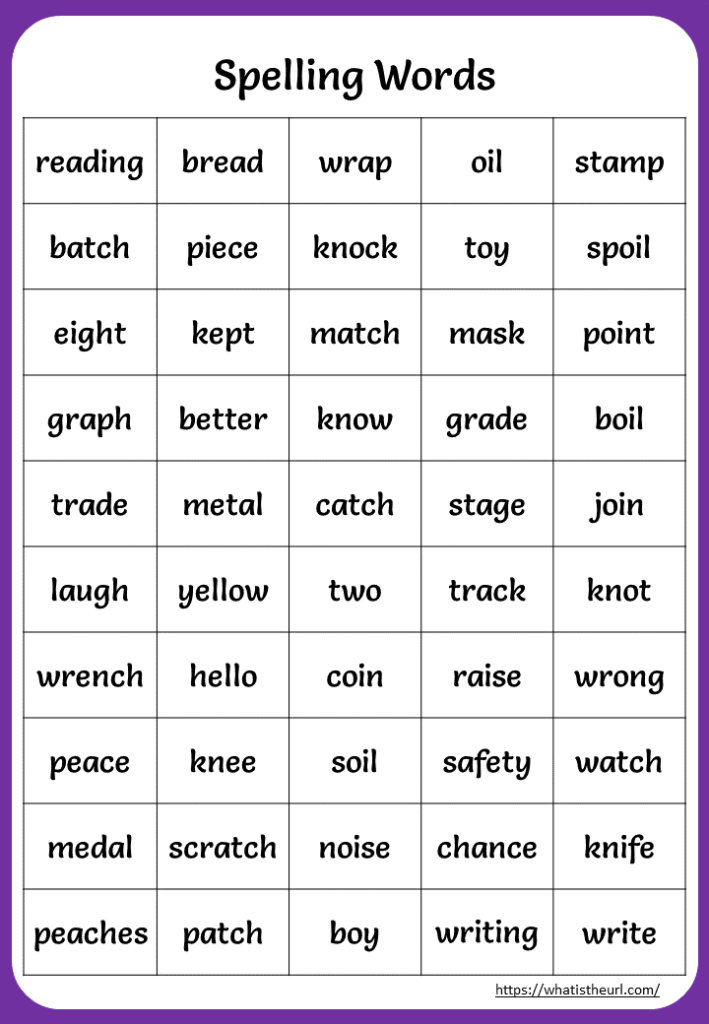 Spelling Words
reading bread wrap oil stamp
batch piece knock toy spoil
eight kept match mask point
graph better know grade boil
trade metal catch stage join
laugh yellow two track knot
wrench hello coin raise wrong
peace knee soil safety watch
medal scratch noise chance knife
peaches patch boy writing write
https://whatistheurl.com/